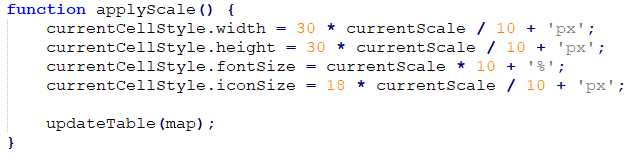 function applyScale() {
    currentCellStyle.width = 30 * currentScale / 10 + 'px';
    currentCellStyle.height = 30 * currentScale / 10 + 'px';
    currentCellStyle.fontSize = currentScale * 10 + '%';
    currentCellStyle.iconSize = 18 * currentScale / 10 + 'px';

    updateTable(map);
}